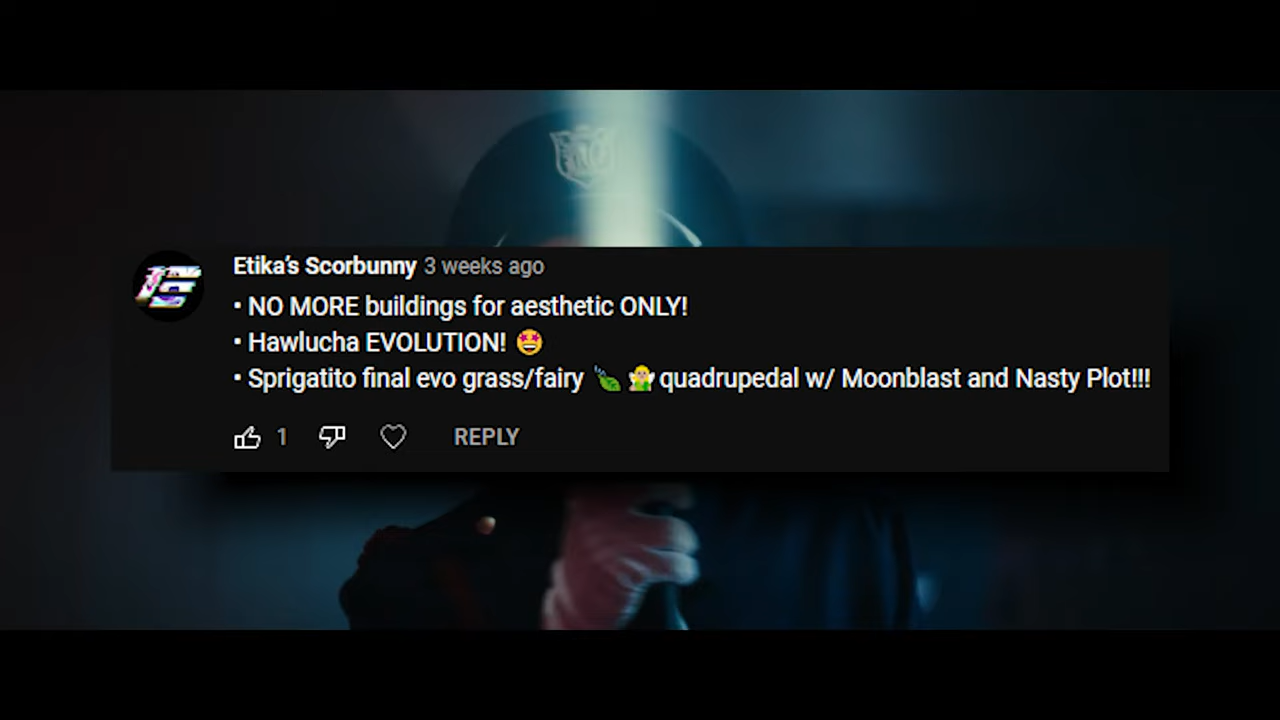 Etika's Scorbunny 3 weeks ago
• NO MORE buildings for aesthetic ONLY!
• Hawlucha EVOLUTION! 🤩
• Sprigatito final evo grass/fairy 🍃 🧚 quadrupedal w/ Moonblast and Nasty Plot!!!
1 REPLY